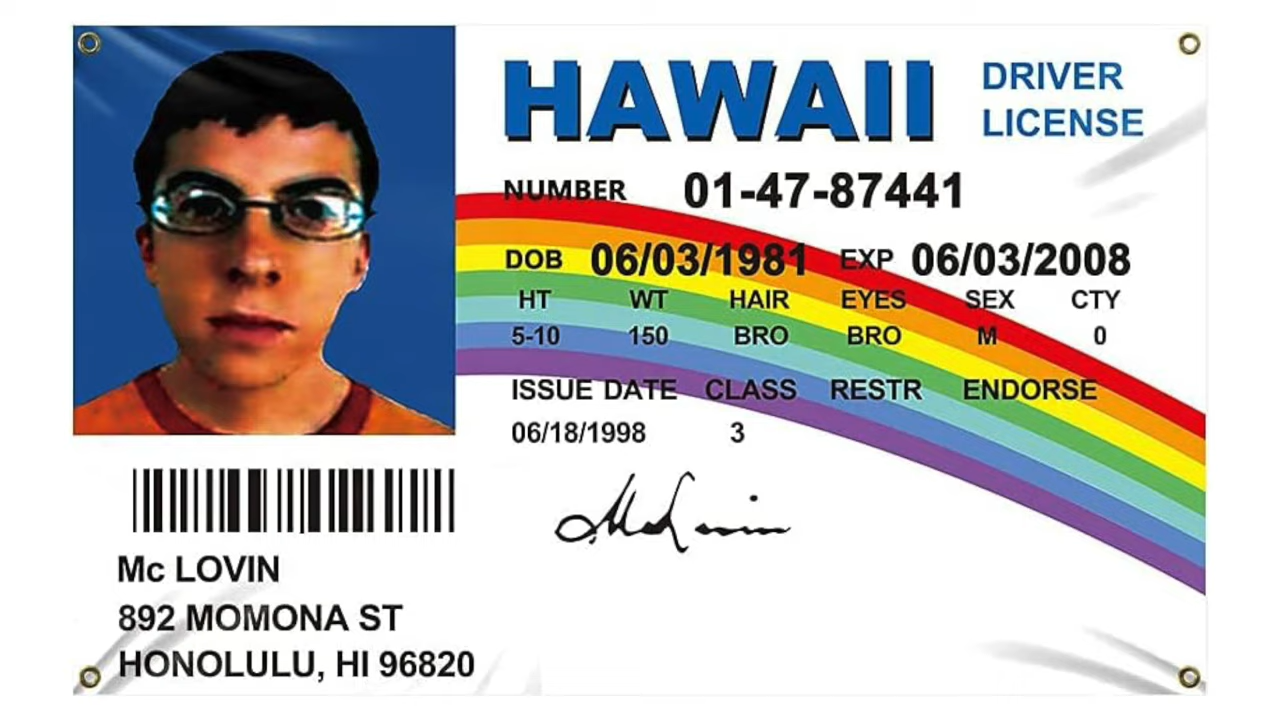 HAWAII DRIVER
LICENSE
NUMBER 01-47-87441
DOB 06/03/1981 EXP 06/03/2008
HT WT HAIR EYES SEX CTY
5-10 150 BRO BRO M 0
ISSUE DATE CLASS RESTR ENDORSE
06/18/1998 3
McLovin
Mc LOVIN
892 MOMONA ST
HONOLULU, HI 96820